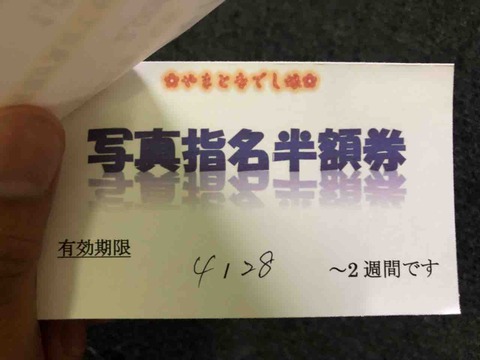 ✿やまとなでし娘✿
写真指名半額券
有効期限
4/28 ～2週間です